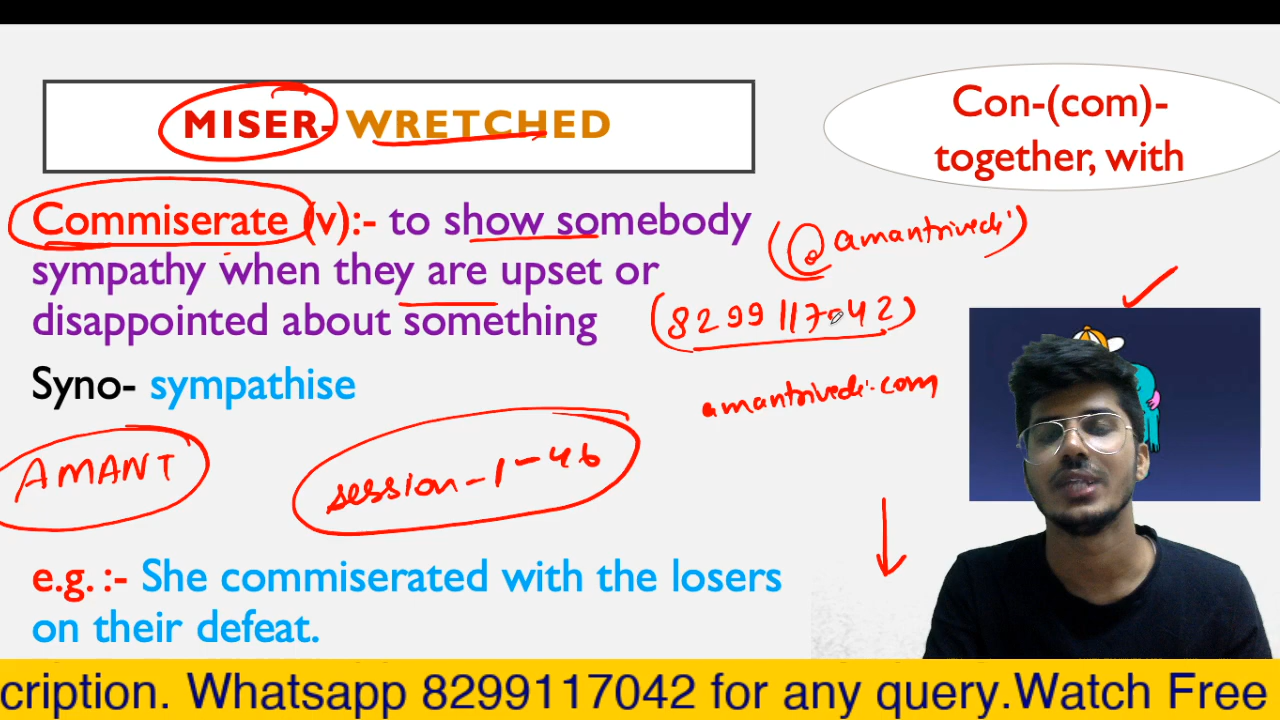 MISER- WRETCHED
Con-(com)-
together, with
Commiserate (v):- to show somebody
sympathy when they are upset or
disappointed about something
@amantrivedi
(8299117042)
amantrivedi.com
Syno- sympathise
AMANT
session-1-46
e.g. :- She commiserated with the losers
on their defeat.
cription. Whatsapp 8299117042 for any query.Watch Free